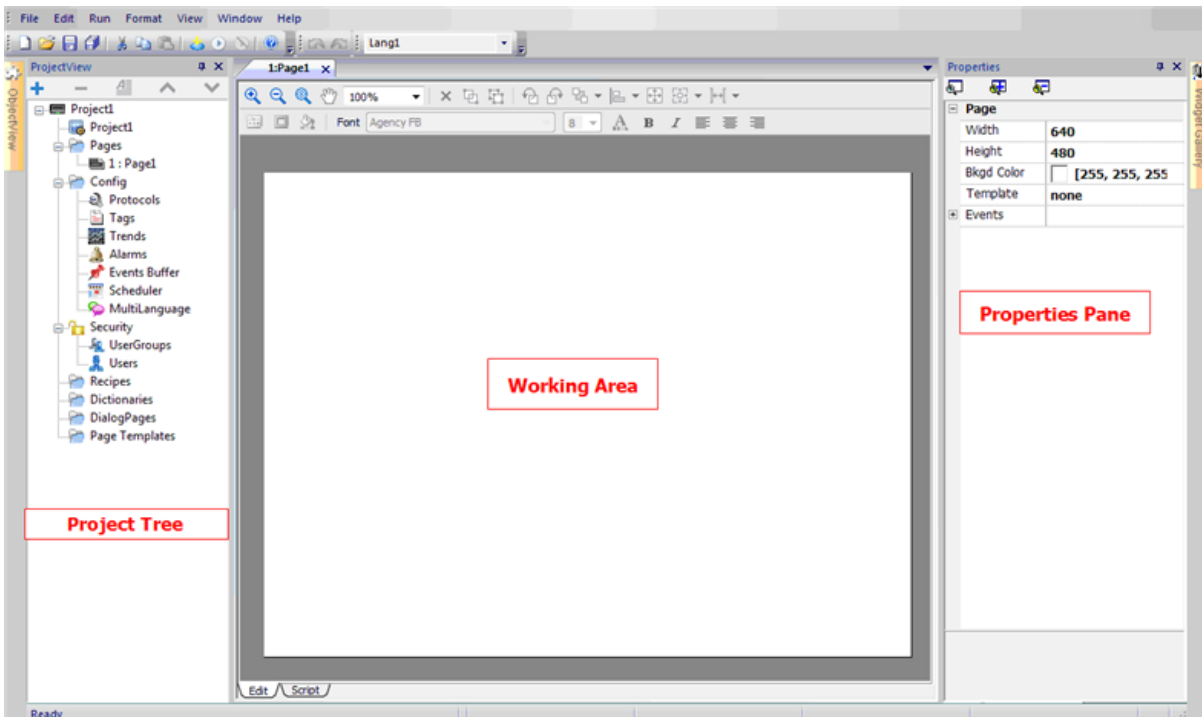 File Edit Run Format View Window Help
Lang1
ObjectView
ProjectView
Project1
Project1
Pages
1 : Page1
Config
Protocols
Tags
Trends
Alarms
Events Buffer
Scheduler
MultiLanguage
Security
UserGroups
Users
Recipes
Dictionaries
DialogPages
Page Templates
Project Tree
1:Page1
100%
Font Agency FB 8 A B I
Working Area
Edit Script
Properties
Page
Width 640
Height 480
Bkgd Color [255, 255, 255
Template none
Events
Properties Pane
Widget Gallery
Ready